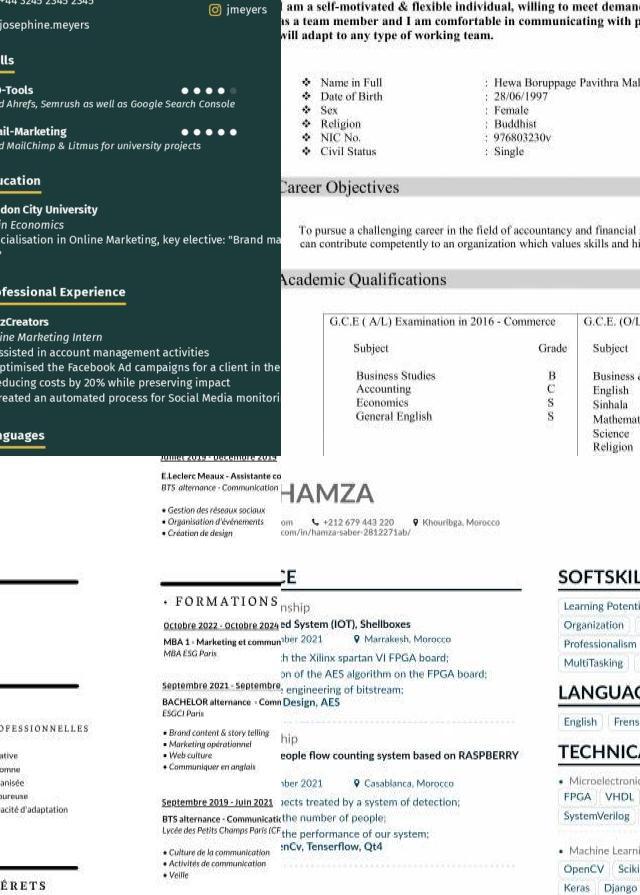 +44 3245 2345 2345
jmeyers
josephine.meyers
lls
O-Tools
d Ahrefs, Semrush as well as Google Search Console
ail-Marketing
d MailChimp & Litmus for university projects
ucation
don City University
in Economics
cialisation in Online Marketing, key elective: "Brand ma
"
ofessional Experience
zCreators
ine Marketing Intern
ssisted in account management activities
ptimised the Facebook Ad campaigns for a client in the
educing costs by 20% while preserving impact
reated an automated process for Social Media monitori
nguages
I am a self-motivated & flexible individual, willing to meet deman
as a team member and I am comfortable in communicating with p
will adapt to any type of working team.
❖ Name in Full : Hewa Boruppage Pavithra Mal
❖ Date of Birth : 28/06/1997
❖ Sex : Female
❖ Religion : Buddhist
❖ NIC No. : 976803230v
❖ Civil Status : Single
Career Objectives
To pursue a challenging career in the field of accountancy and financial
can contribute competently to an organization which values skills and hi
Academic Qualifications
G.C.E ( A/L) Examination in 2016 - Commerce
Subject Grade
Business Studies B
Accounting C
Economics S
General English S
G.C.E. (O/L
Subject
Business &
English
Sinhala
Mathemat
Science
Religion
Juillet 2019 - Décembre 2019
E.Leclerc Meaux - Assistante co
BTS alternance - Communication
• Gestion des réseaux sociaux
• Organisation d'événements
• Création de design
• FORMATIONS
Octobre 2022 - Octobre 2024
MBA 1 - Marketing et commun
MBA ESG Paris
Septembre 2021 - Septembre
BACHELOR alternance - Comm
ESGCI Paris
• Brand content & story telling
• Marketing opérationnel
• Web culture
• Communiquer en anglais
Septembre 2019 - Juin 2021
BTS alternance - Communicatio
Lycée des Petits Champs Paris (CF
• Culture de la communication
• Activités de communication
• Veille
OFESSIONNELLES
ative
omne
anisée
oureuse
acité d'adaptation
ÉRETS
HAMZA
om +212 679 443 220 Khouribga, Morocco
com/in/hamza-saber-2812271ab/
CE
nship
ed System (IOT), Shellboxes
ber 2021 Marrakesh, Morocco
h the Xilinx spartan VI FPGA board;
on of the AES algorithm on the FPGA board;
e engineering of bitstream;
Design, AES
hip
eople flow counting system based on RASPBERRY
ber 2021 Casablanca, Morocco
ects treated by a system of detection;
the number of people;
the performance of our system;
enCv, Tenserflow, Qt4
SOFTSKIL
Learning Potenti
Organization
Professionalism
MultiTasking
LANGUAG
English Frens
TECHNICA
• Microelectronic
FPGA VHDL
SystemVerilog
• Machine Learni
OpenCV Sciki
Keras Django